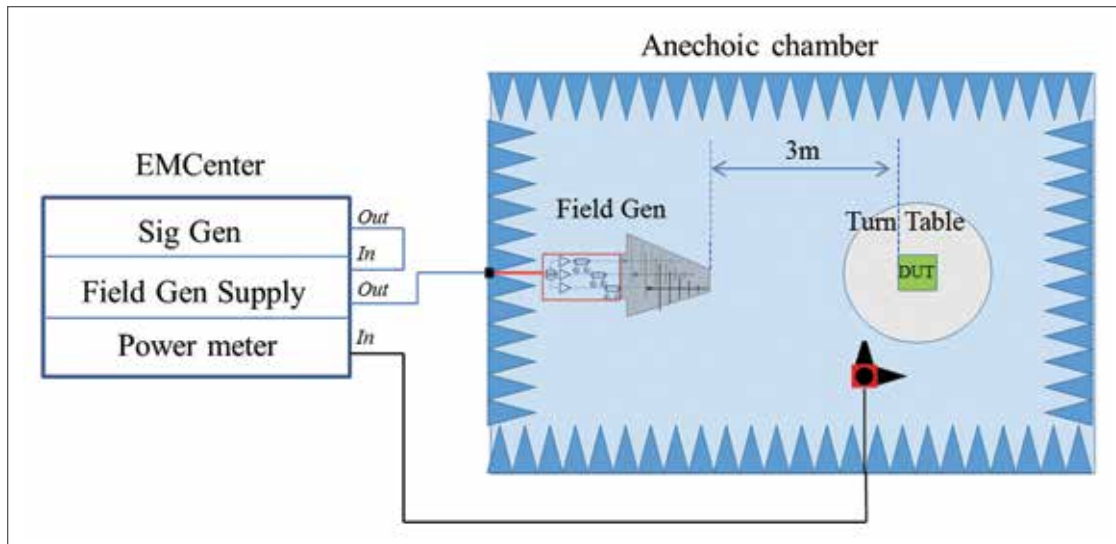 Anechoic chamber
EMCenter
Sig Gen
Out
In
Field Gen Supply
Out
Power meter
In
Field Gen
3m
Turn Table
DUT